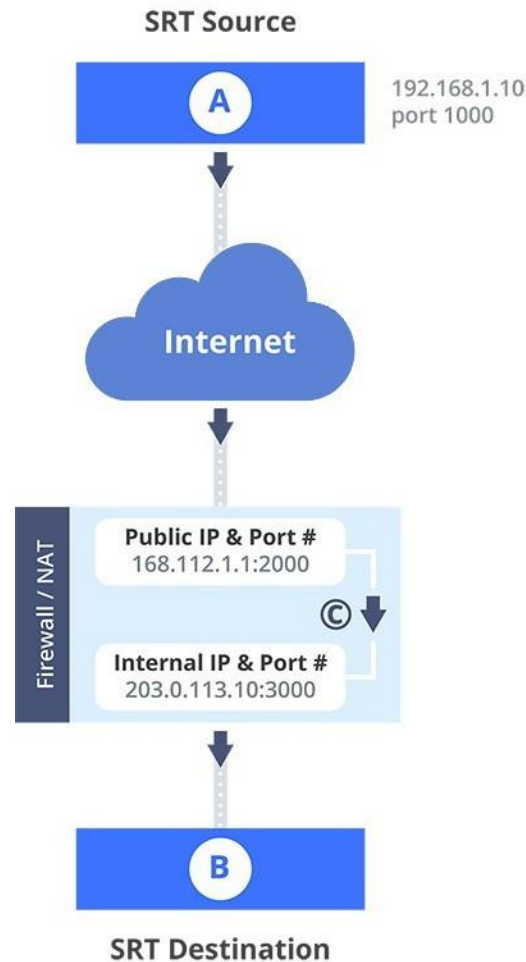 SRT Source
A
192.168.1.10
port 1000
Internet
Firewall / NAT
Public IP & Port #
168.112.1.1:2000
©
Internal IP & Port #
203.0.113.10:3000
B
SRT Destination